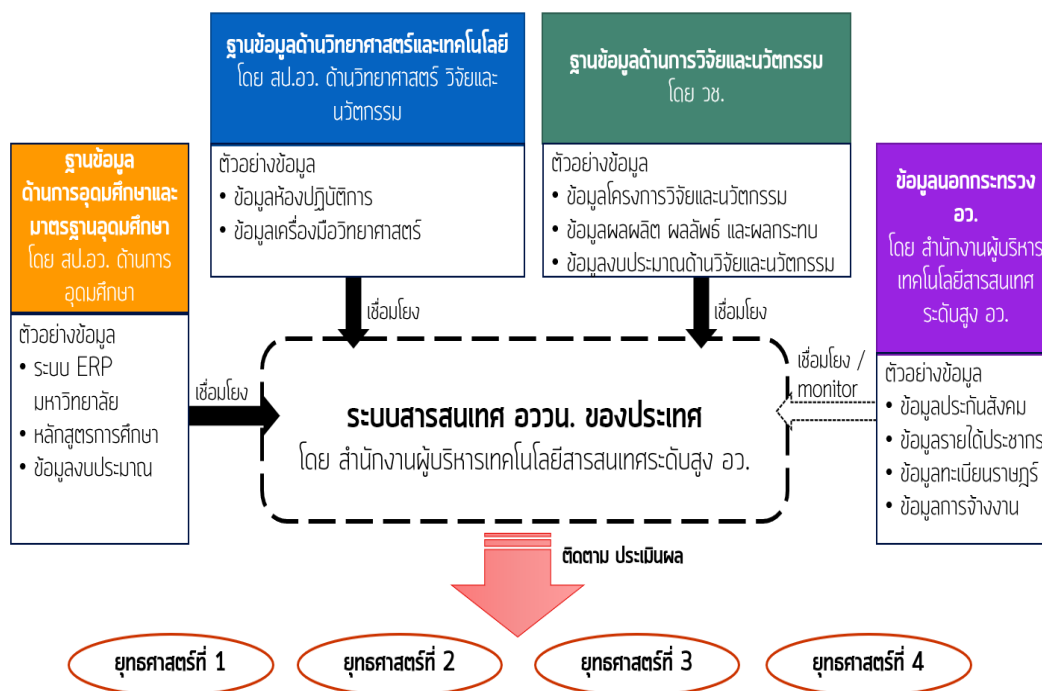 ฐานข้อมูลด้านวิทยาศาสตร์และเทคโนโลยี
โดย สป.อว. ด้านวิทยาศาสตร์ วิจัยและ
นวัตกรรม
ตัวอย่างข้อมูล
• ข้อมูลห้องปฏิบัติการ
• ข้อมูลเครื่องมือวิทยาศาสตร์
เชื่อมโยง
ฐานข้อมูลด้านการวิจัยและนวัตกรรม
โดย วช.
ตัวอย่างข้อมูล
• ข้อมูลโครงการวิจัยและนวัตกรรม
• ข้อมูลผลผลิต ผลลัพธ์ และผลกระทบ
• ข้อมูลงบประมาณด้านวิจัยและนวัตกรรม
เชื่อมโยง
ฐานข้อมูล
ด้านการอุดมศึกษาและ
มาตรฐานอุดมศึกษา
โดย สป.อว. ด้านการ
อุดมศึกษา
ตัวอย่างข้อมูล
• ระบบ ERP
มหาวิทยาลัย
• หลักสูตรการศึกษา
• ข้อมูลงบประมาณ
เชื่อมโยง
ข้อมูลนอกกระทรวง
อว.
โดย สำนักงานผู้บริหาร
เทคโนโลยีสารสนเทศ
ระดับสูง อว.
ตัวอย่างข้อมูล
• ข้อมูลประกันสังคม
• ข้อมูลรายได้ประชากร
• ข้อมูลทะเบียนราษฎร์
• ข้อมูลการจ้างงาน
เชื่อมโยง /
monitor
ระบบสารสนเทศ อววน. ของประเทศ
โดย สำนักงานผู้บริหารเทคโนโลยีสารสนเทศระดับสูง อว.
ติดตาม ประเมินผล
ยุทธศาสตร์ที่ 1
ยุทธศาสตร์ที่ 2
ยุทธศาสตร์ที่ 3
ยุทธศาสตร์ที่ 4